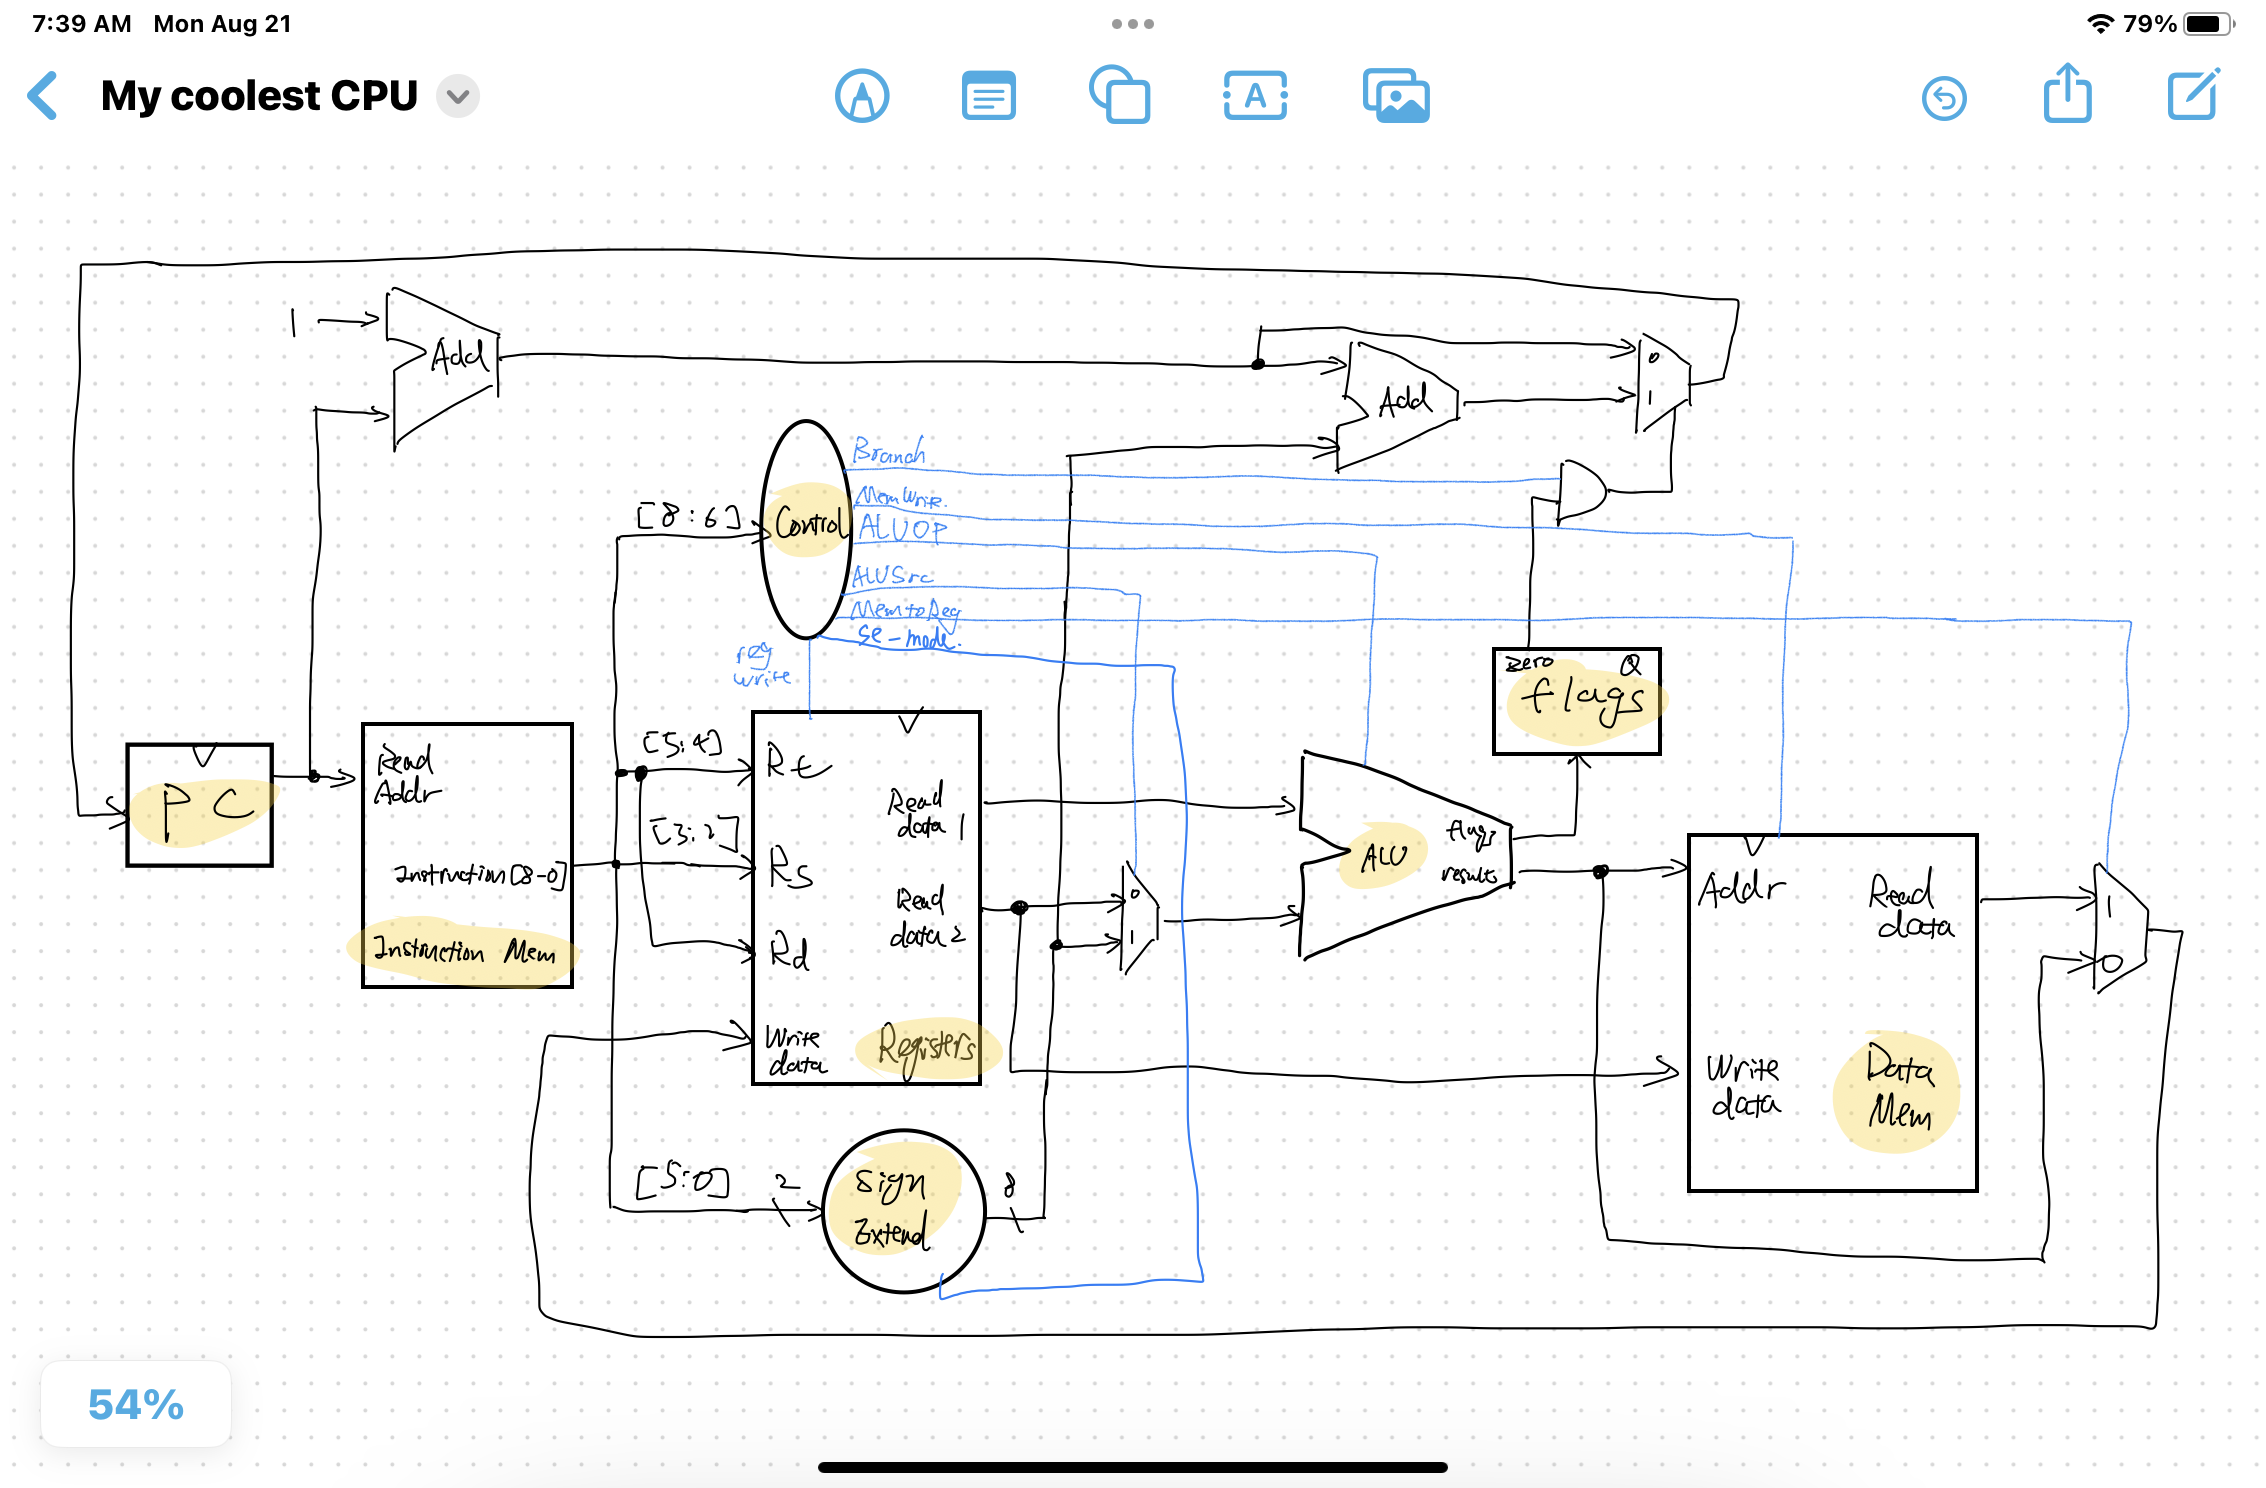 7:39 AM Mon Aug 21
79%
My coolest CPU
A
1
Add
Add
0
1
Branch
MemWrite.
ALUOP
ALUSrc
MemtoReg
se-mode.
[8:6]
Control
reg
write
zero Q
flags
PC
Read
Addr
Instruction[8-0]
Instruction Mem
[5:4]
[3:2]
Rt
Rs
Rd
Read
data 1
Read
data 2
Write
data
Registers
0
1
ALU
flags
results
Addr
Read
data
Write
data
Data
Mem
1
0
[5:0]
2
Sign
Extend
8
54%